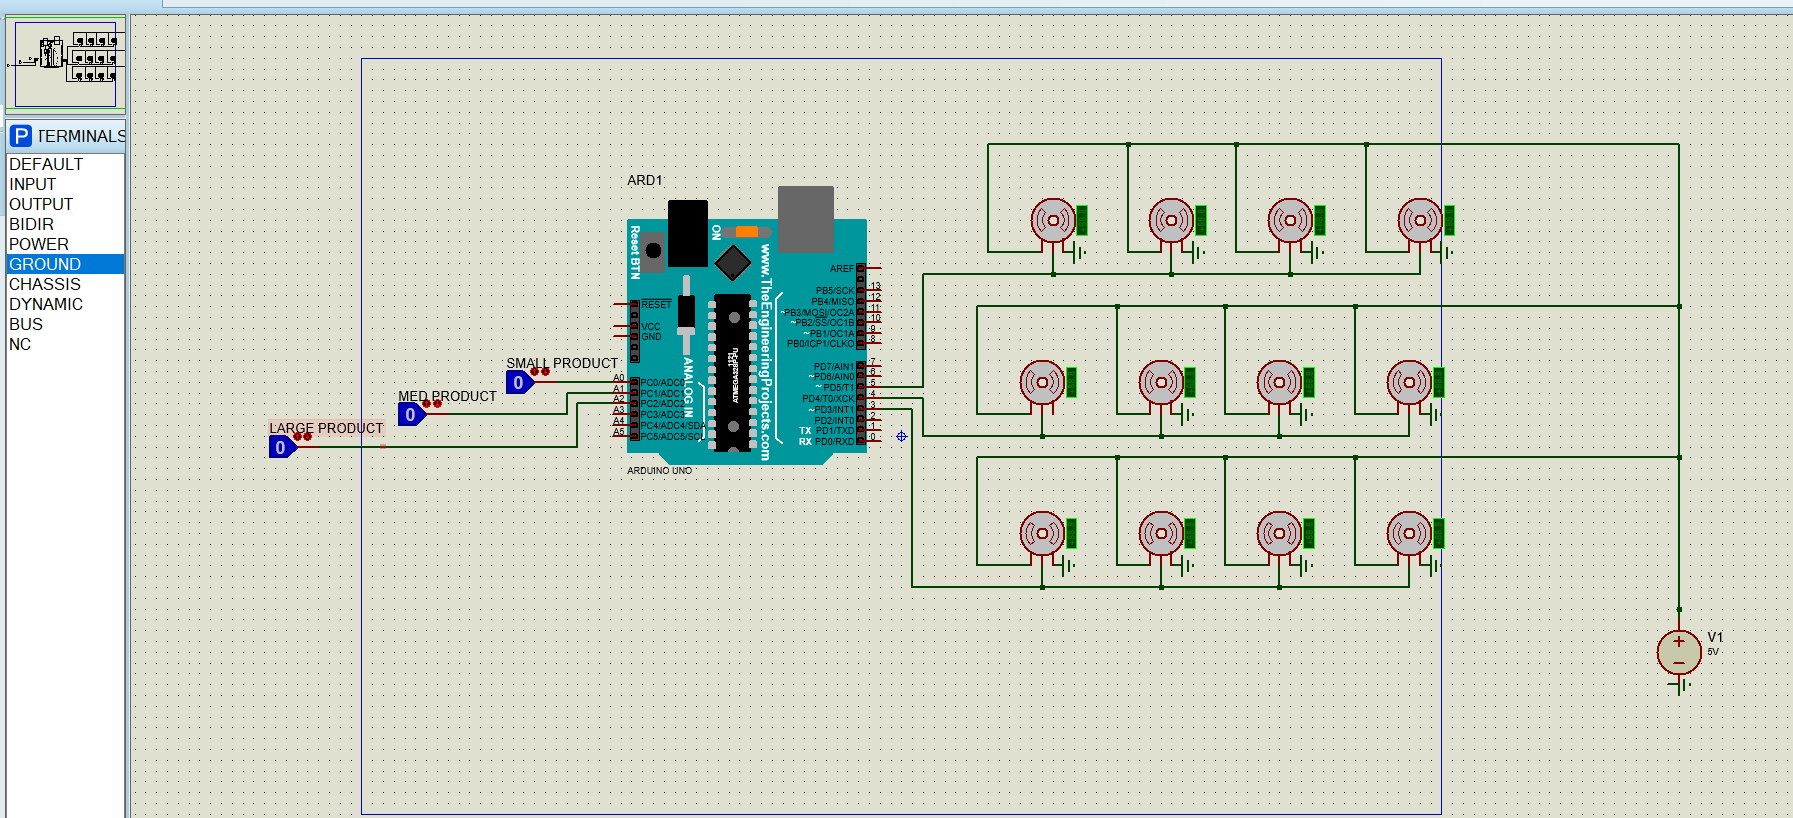 TERMINALS
DEFAULT
INPUT
OUTPUT
BIDIR
POWER
GROUND
CHASSIS
DYNAMIC
BUS
NC
SMALL PRODUCT
0
MED PRODUCT
0
LARGE PRODUCT
0
ARD1
Reset BTN
ON
www.TheEngineeringProjects.com
ANALOG IN
RESET
VCC
GND
A0 PC0/ADC0
A1 PC1/ADC1
A2 PC2/ADC2
A3 PC3/ADC3
A4 PC4/ADC4/SDA
A5 PC5/ADC5/SCL
AREF
PB5/SCK 13
PB4/MISO 12
~PB3/MOSI/OC2A 11
~PB2/SS/OC1B 10
~PB1/OC1A 9
PB0/ICP1/CLKO 8
PD7/AIN1 7
~PD6/AIN0 6
~PD5/T1 5
PD4/T0/XCK 4
~PD3/INT1 3
PD2/INT0 2
TX PD1/TXD 1
RX PD0/RXD 0
ARDUINO UNO
V1
5V